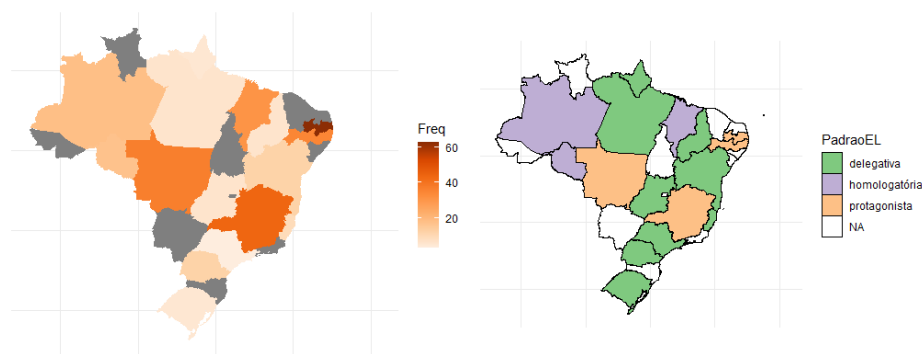 Freq
60
40
20
PadraoEL
delegativa
homologatória
protagonista
NA